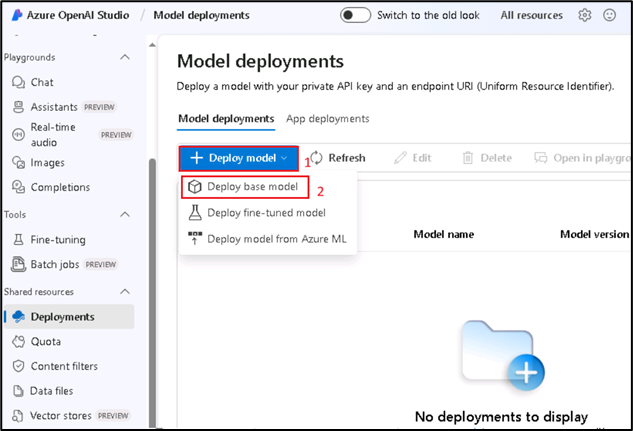 Azure OpenAI Studio / Model deployments Switch to the old look All resources
Playgrounds
Chat
Assistants PREVIEW
Real-time audio PREVIEW
Images
Completions
Tools
Fine-tuning
Batch jobs PREVIEW
Shared resources
Deployments
Quota
Content filters
Data files
Vector stores PREVIEW
Model deployments
Deploy a model with your private API key and an endpoint URI (Uniform Resource Identifier).
Model deployments App deployments
Deploy model 1 Refresh Edit Delete Open in playgro
Deploy base model 2
Deploy fine-tuned model
Deploy model from Azure ML
Model name Model version
No deployments to display